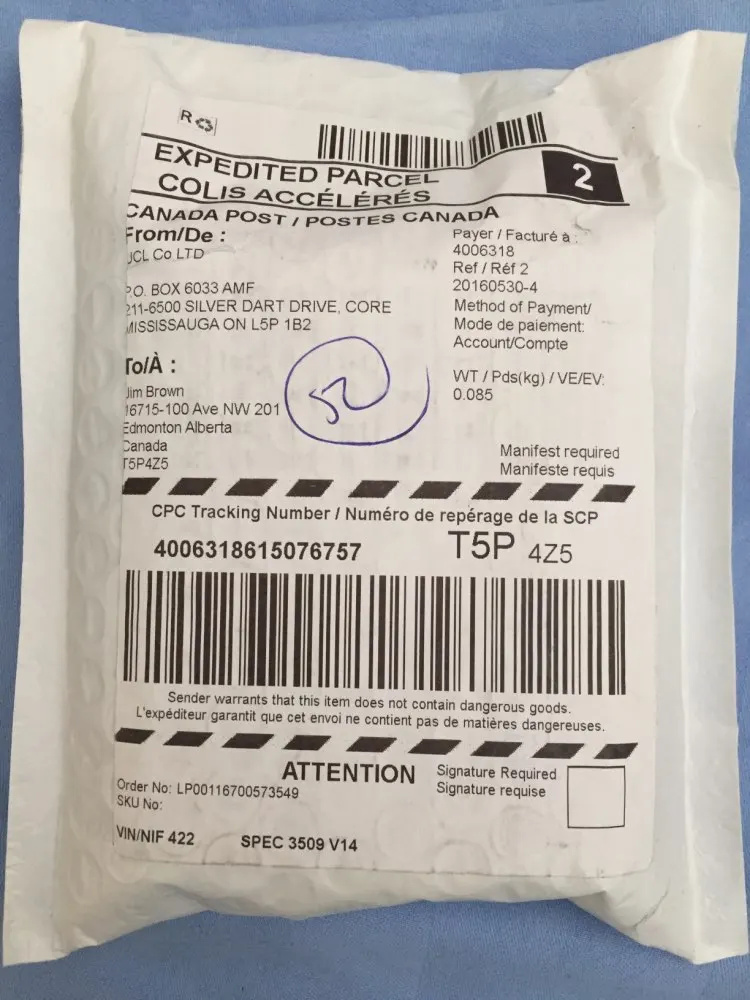 R
EXPEDITED PARCEL
COLIS ACCÉLÉRÉS
2
CANADA POST / POSTES CANADA
From/De :
JCL Co LTD
P.O. BOX 6033 AMF
211-6500 SILVER DART DRIVE, CORE
MISSISSAUGA ON L5P 1B2
Payer / Facturé à :
4006318
Ref / Réf 2
20160530-4
Method of Payment/
Mode de paiement:
Account/Compte
WT / Pds(kg) / VE/EV:
0.085
To/À :
Jim Brown
16715-100 Ave NW 201
Edmonton Alberta
Canada
T5P4Z5
Manifest required
Manifeste requis
CPC Tracking Number / Numéro de repérage de la SCP
4006318615076757
T5P 4Z5
Sender warrants that this item does not contain dangerous goods.
L'expéditeur garantit que cet envoi ne contient pas de matières dangereuses.
ATTENTION
Signature Required
Signature requise
Order No: LP00116700573549
SKU No:
VIN/NIF 422
SPEC 3509 V14